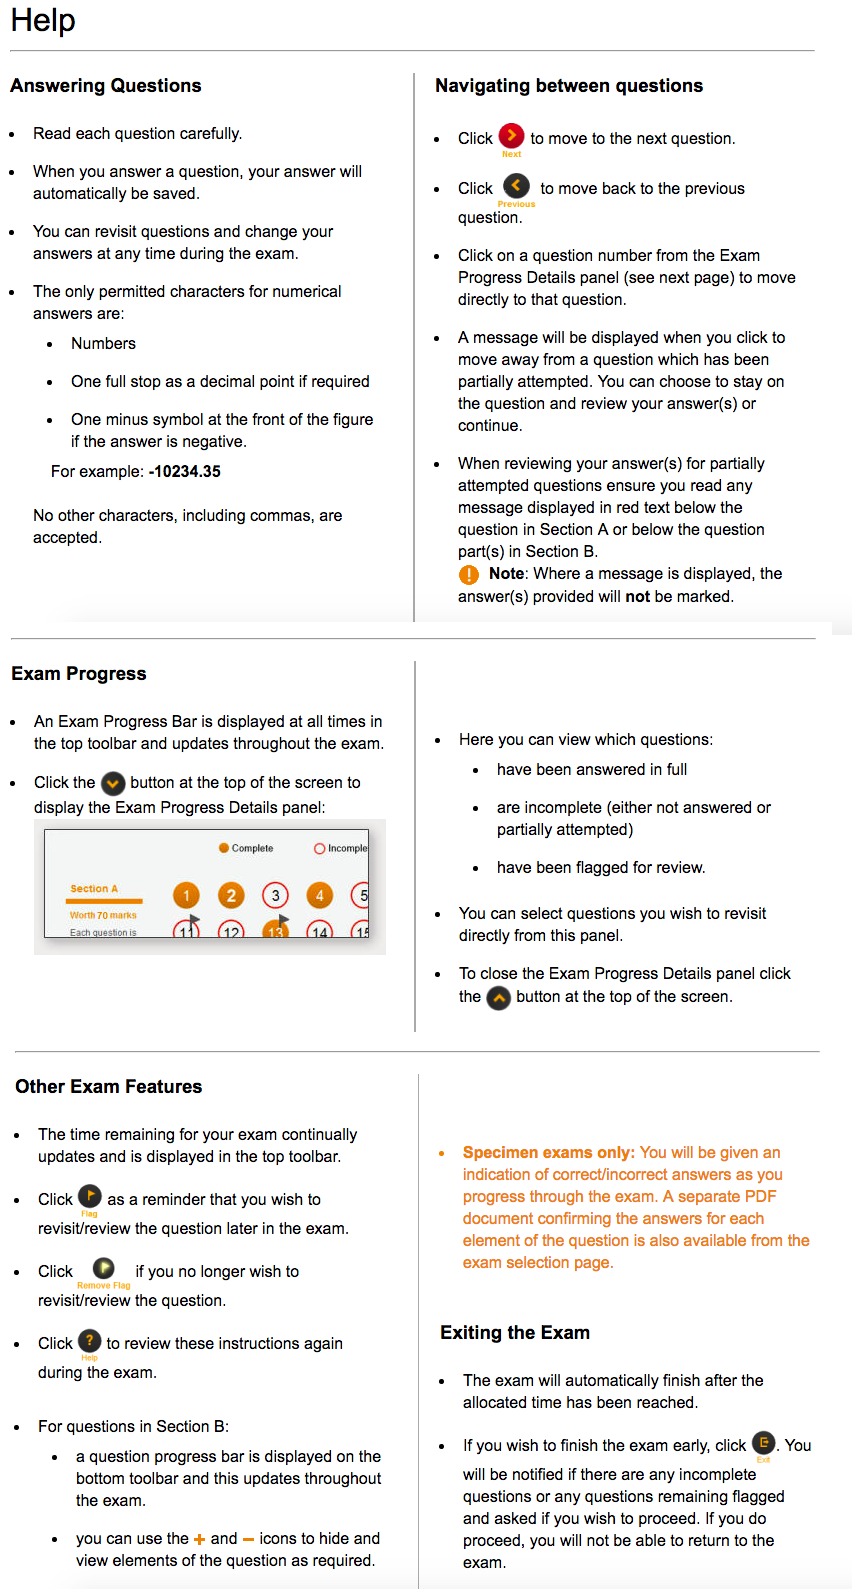 Help
Answering Questions
• Read each question carefully.
• When you answer a question, your answer will
automatically be saved.
• You can revisit questions and change your
answers at any time during the exam.
• The only permitted characters for numerical
answers are:
• Numbers
• One full stop as a decimal point if required
• One minus symbol at the front of the figure
if the answer is negative.
For example: -10234.35
No other characters, including commas, are
accepted.
Navigating between questions
• Click to move to the next question.
Next
• Click to move back to the previous
Previous
question.
• Click on a question number from the Exam
Progress Details panel (see next page) to move
directly to that question.
• A message will be displayed when you click to
move away from a question which has been
partially attempted. You can choose to stay on
the question and review your answer(s) or
continue.
• When reviewing your answer(s) for partially
attempted questions ensure you read any
message displayed in red text below the
question in Section A or below the question
part(s) in Section B.
! Note: Where a message is displayed, the
answer(s) provided will not be marked.
Exam Progress
• An Exam Progress Bar is displayed at all times in
the top toolbar and updates throughout the exam.
• Click the button at the top of the screen to
display the Exam Progress Details panel:
Complete Incomple
Section A
1 2 3 4 5
Worth 70 marks
Each question is
11 12 13 14 15
• Here you can view which questions:
• have been answered in full
• are incomplete (either not answered or
partially attempted)
• have been flagged for review.
• You can select questions you wish to revisit
directly from this panel.
• To close the Exam Progress Details panel click
the button at the top of the screen.
Other Exam Features
• The time remaining for your exam continually
updates and is displayed in the top toolbar.
• Click as a reminder that you wish to
Flag
revisit/review the question later in the exam.
• Click if you no longer wish to
Remove Flag
revisit/review the question.
• Click ? to review these instructions again
Help
during the exam.
• For questions in Section B:
• a question progress bar is displayed on the
bottom toolbar and this updates throughout
the exam.
• you can use the + and − icons to hide and
view elements of the question as required.
• Specimen exams only: You will be given an
indication of correct/incorrect answers as you
progress through the exam. A separate PDF
document confirming the answers for each
element of the question is also available from the
exam selection page.
Exiting the Exam
• The exam will automatically finish after the
allocated time has been reached.
• If you wish to finish the exam early, click . You
Exit
will be notified if there are any incomplete
questions or any questions remaining flagged
and asked if you wish to proceed. If you do
proceed, you will not be able to return to the
exam.